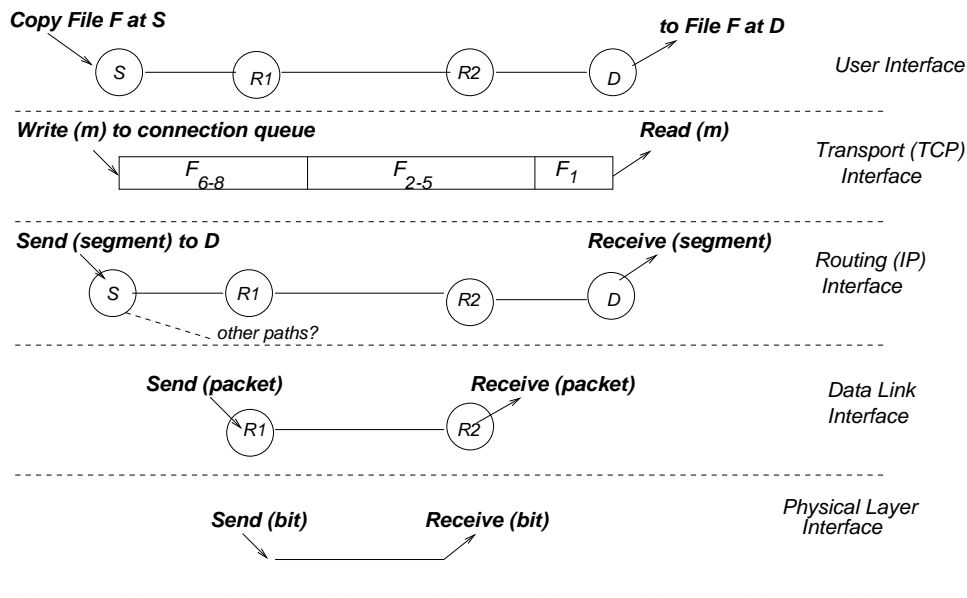 Copy File F at S
to File F at D
S
R1
R2
D
User Interface
Write (m) to connection queue
Read (m)
F6-8
F2-5
F1
Transport (TCP)
Interface
Send (segment) to D
Receive (segment)
Routing (IP)
Interface
S
R1
R2
D
other paths?
Send (packet)
Receive (packet)
Data Link
Interface
R1
R2
Physical Layer
Interface
Send (bit)
Receive (bit)